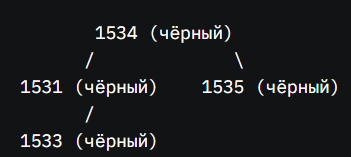 1534 (чёрный)
/ \
1531 (чёрный) 1535 (чёрный)
/
1533 (чёрный)